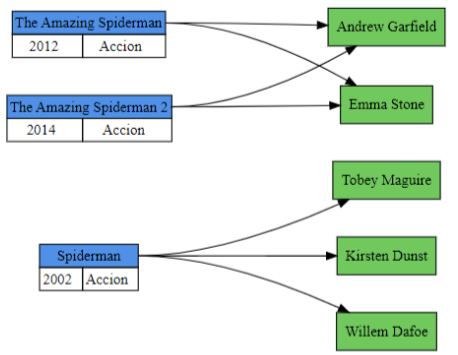 The Amazing Spiderman
2012 Accion
Andrew Garfield
The Amazing Spiderman 2
2014 Accion
Emma Stone
Tobey Maguire
Spiderman
2002 Accion
Kirsten Dunst
Willem Dafoe